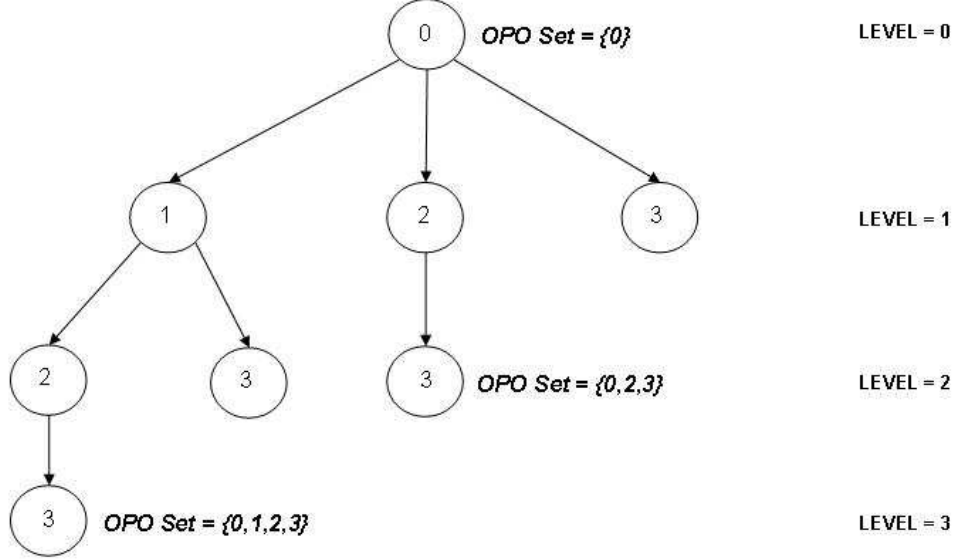 0 OPO Set = {0} LEVEL = 0
1 2 3 LEVEL = 1
2 3 3 OPO Set = {0,2,3} LEVEL = 2
3 OPO Set = {0,1,2,3} LEVEL = 3